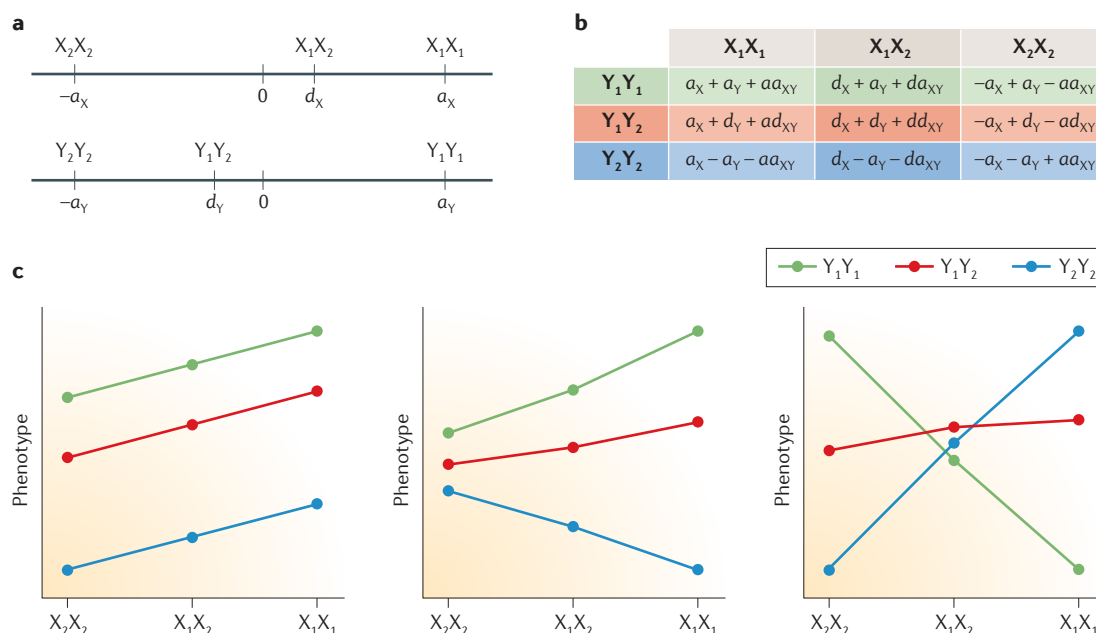 a
X₂X₂ X₁X₂ X₁X₁
–aX 0 dX aX
Y₂Y₂ Y₁Y₂ Y₁Y₁
–aY dY 0 aY
b
X₁X₁ X₁X₂ X₂X₂
Y₁Y₁ aX + aY + aaXY dX + aY + daXY –aX + aY – aaXY
Y₁Y₂ aX + dY + adXY dX + dY + ddXY –aX + dY – adXY
Y₂Y₂ aX – aY – aaXY dX – aY – daXY –aX – aY + aaXY
c
Y₁Y₁ Y₁Y₂ Y₂Y₂
Phenotype
X₂X₂ X₁X₂ X₁X₁
Phenotype
X₂X₂ X₁X₂ X₁X₁
Phenotype
X₂X₂ X₁X₂ X₁X₁